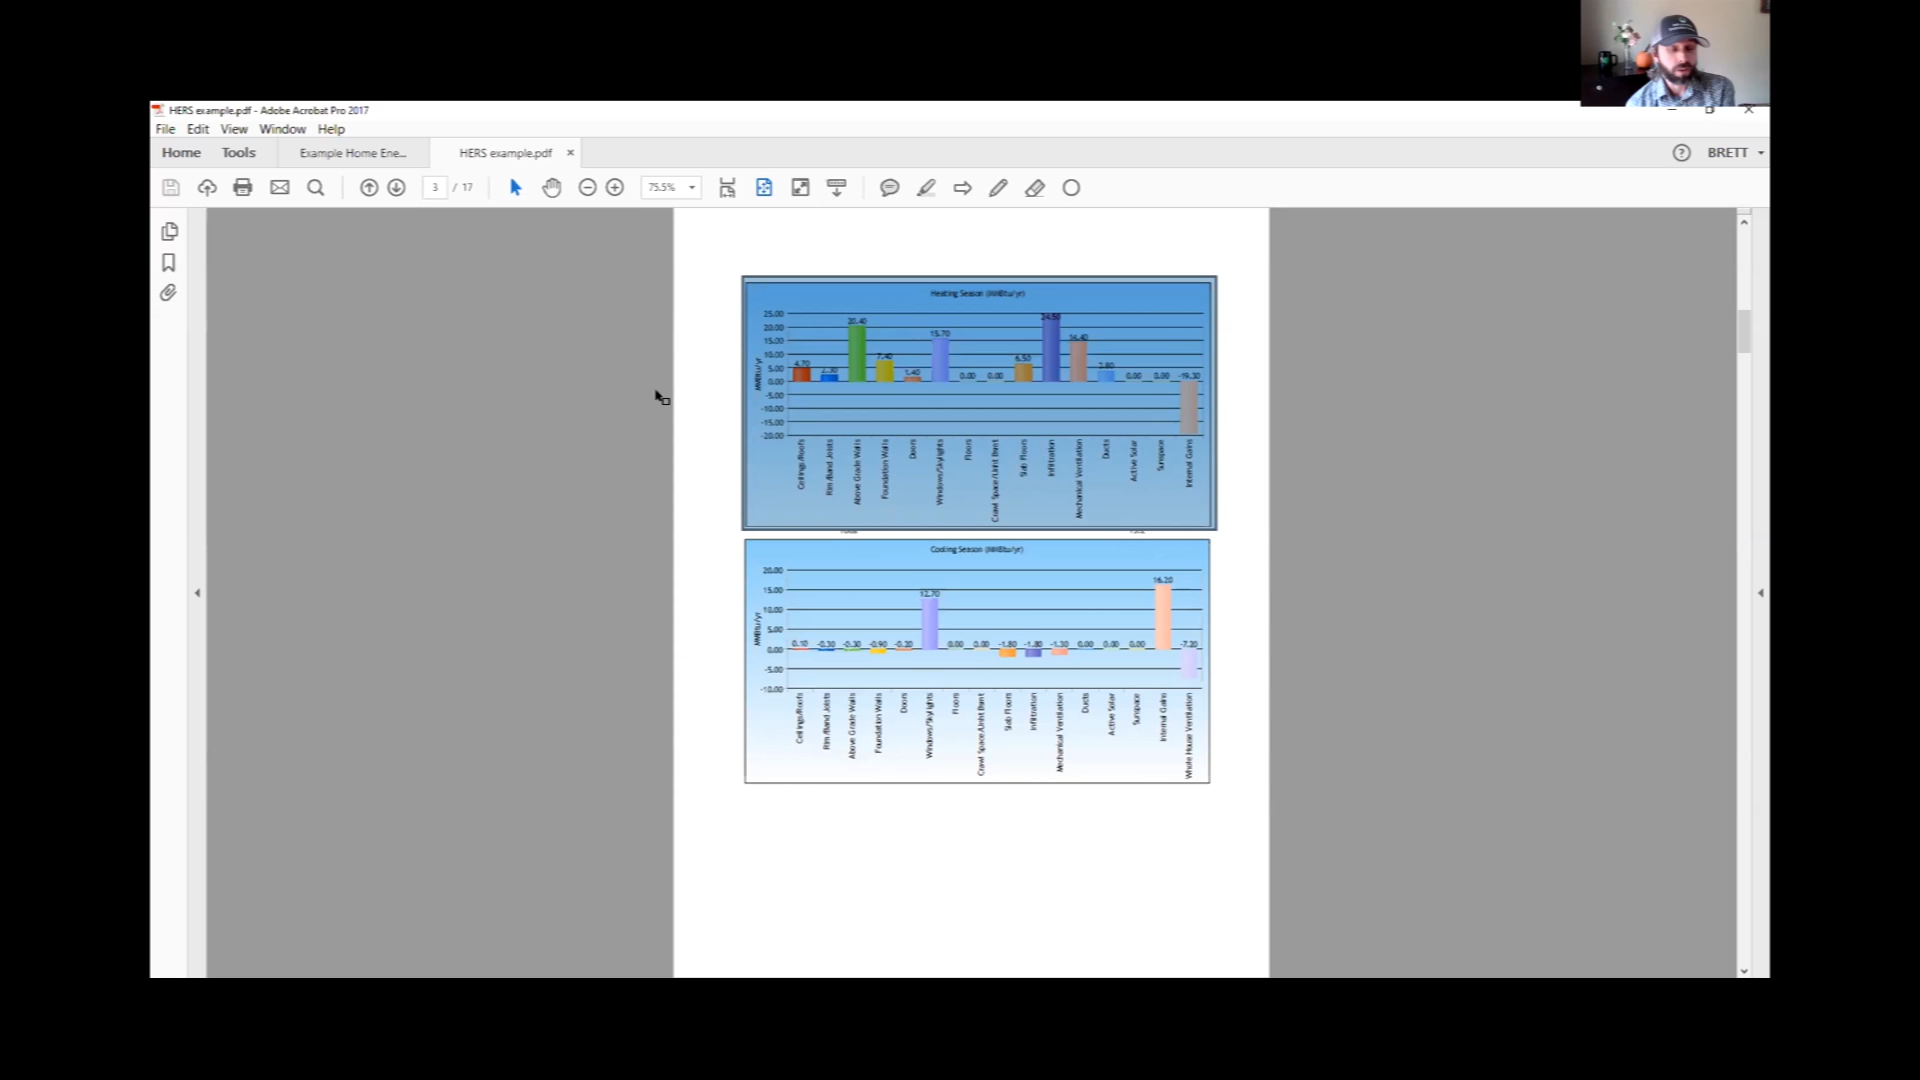 HERS example.pdf - Adobe Acrobat Pro 2017
File Edit View Window Help
Home Tools Example Home Ene... HERS example.pdf × ? BRETT
3 / 17 75.5%
Heating Season (MMBtu/yr)
MMBtu/yr
25.00
20.00
15.00
10.00
5.00
0.00
-5.00
-10.00
-15.00
-20.00
4.70 2.30 20.40 7.40 1.40 15.70 0.00 0.00 6.50 24.50 0.00 0.00 -19.30
Ceilings/Roofs
Rim/Band Joists
Above Grade Walls
Foundation Walls
Doors
Windows/Skylights
Floors
Crawl Space/Unht Bsmt
Slab Floors
Infiltration
Mechanical Ventilation
Ducts
Active Solar
Sunspace
Internal Gains
Cooling Season (MMBtu/yr)
MMBtu/yr
20.00
15.00
10.00
5.00
0.00
-5.00
-10.00
0.10 -0.30 -0.30 -0.90 -0.20 12.70 0.00 0.00 -1.80 -1.80 -1.30 0.00 0.00 0.00 16.20 -7.20
Ceilings/Roofs
Rim/Band Joists
Above Grade Walls
Foundation Walls
Doors
Windows/Skylights
Floors
Crawl Space/Unht Bsmt
Slab Floors
Infiltration
Mechanical Ventilation
Ducts
Active Solar
Sunspace
Internal Gains
Whole House Ventilation